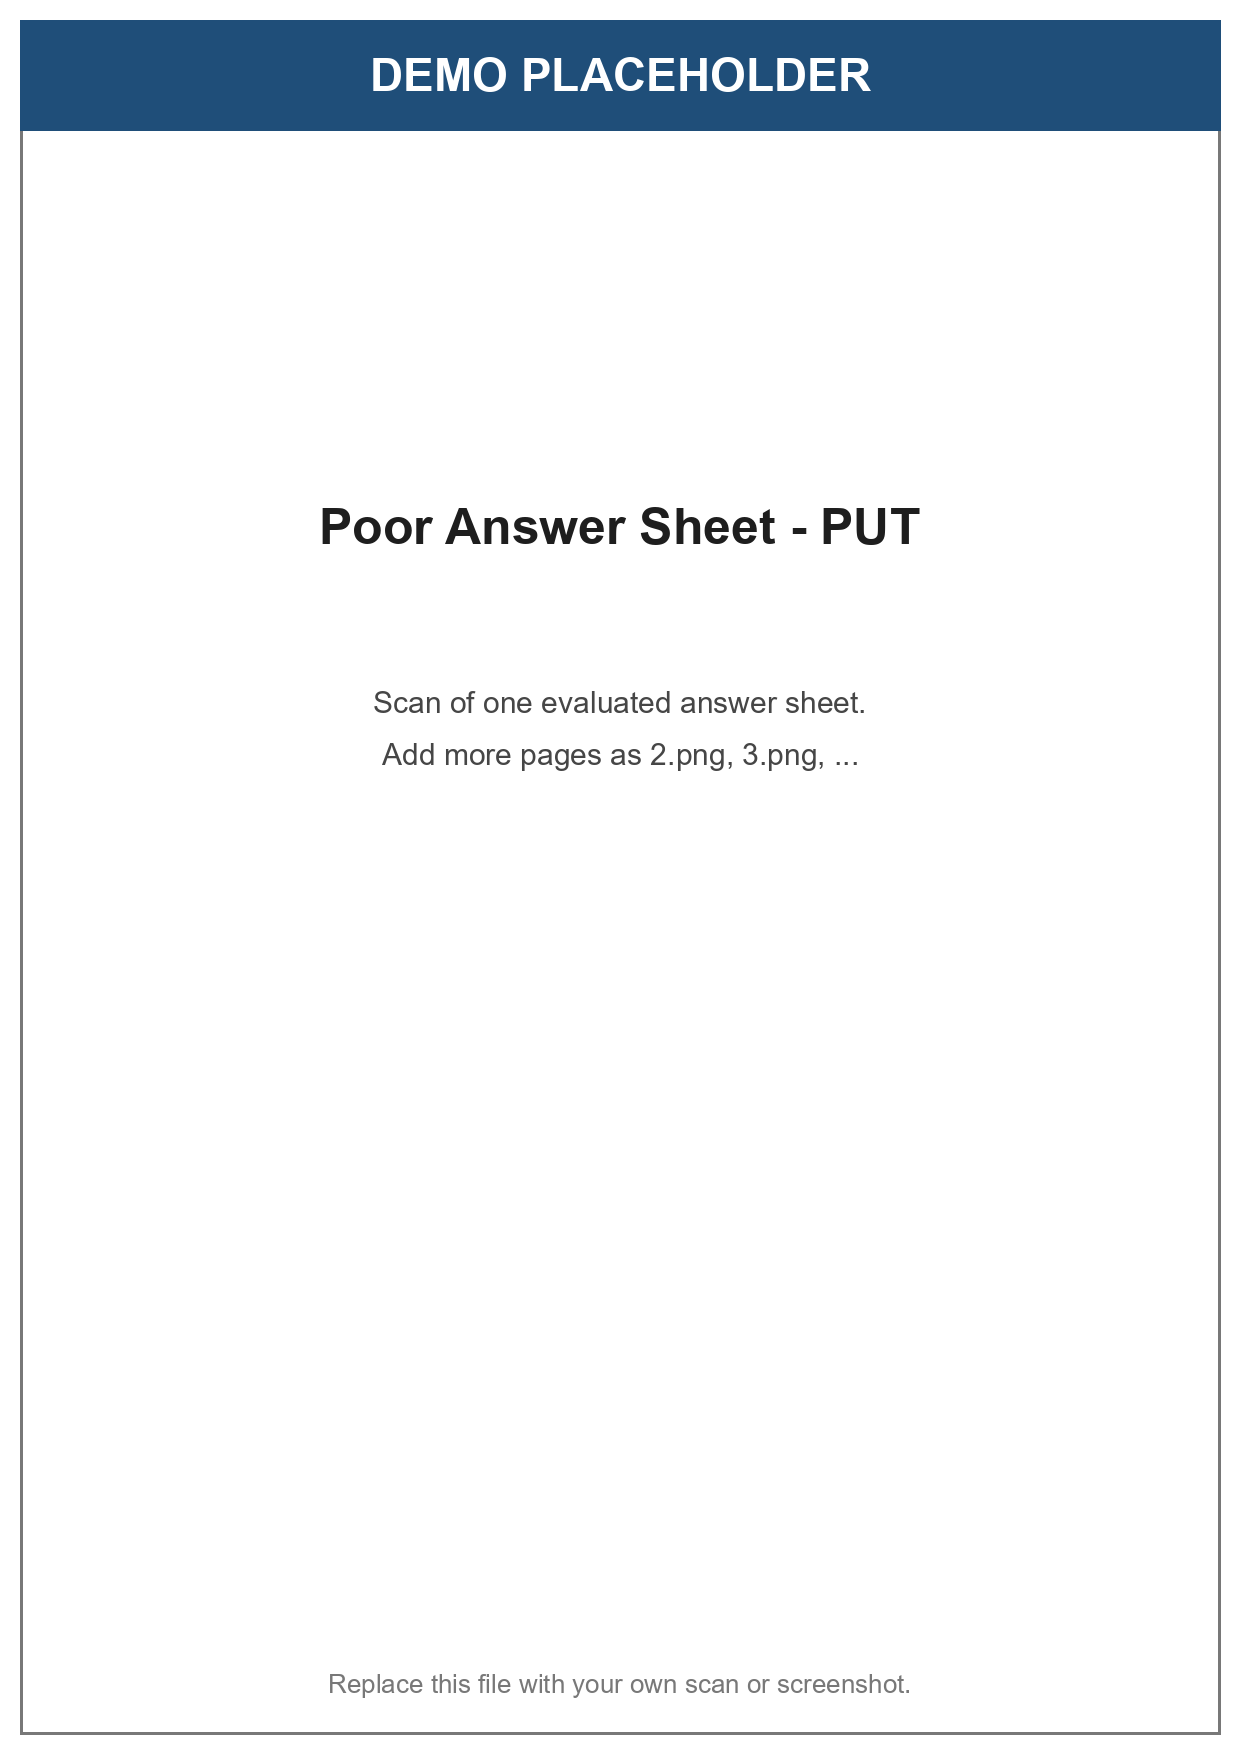 DEMO PLACEHOLDER
Poor Answer Sheet - PUT
Scan of one evaluated answer sheet.
Add more pages as 2.png, 3.png, ...
Replace this file with your own scan or screenshot.